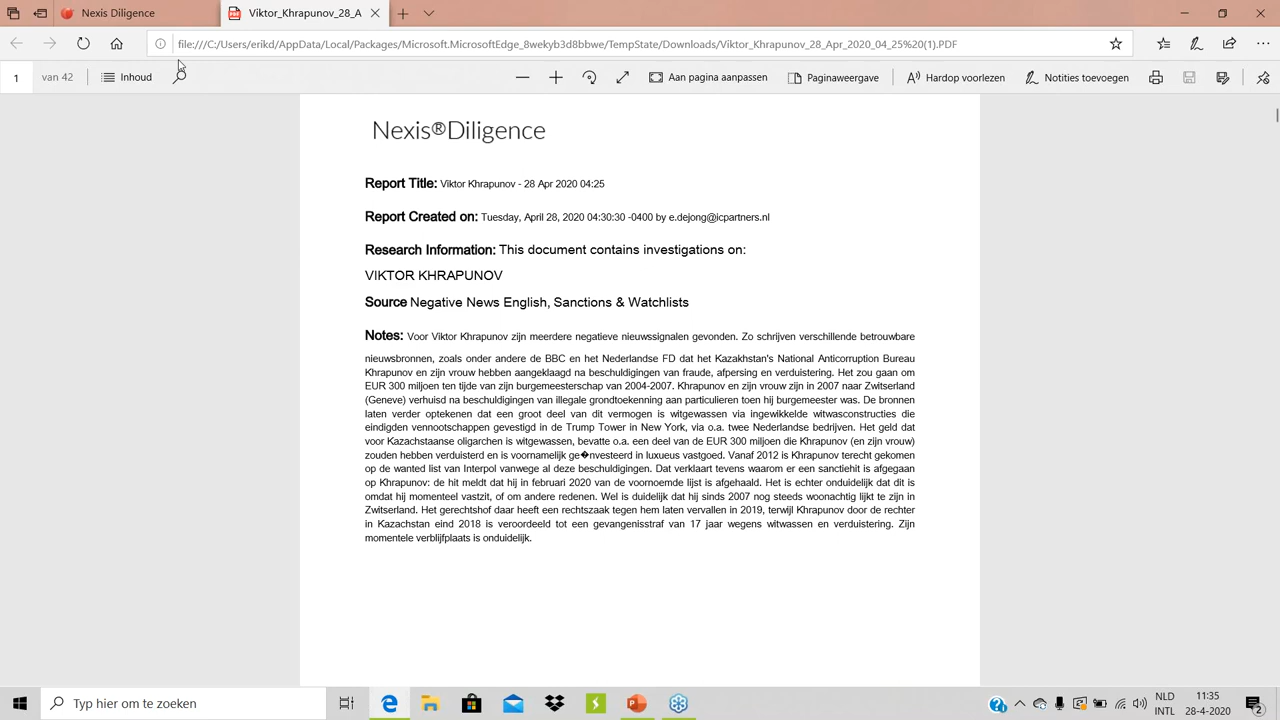 Nexis Diligence
Viktor_Khrapunov_28_A
file:///C:/Users/erikd/AppData/Local/Packages/Microsoft.MicrosoftEdge_8wekyb3d8bbwe/TempState/Downloads/Viktor_Khrapunov_28_Apr_2020_04_25%20(1).PDF
1 van 42 Inhoud Aan pagina aanpassen Paginaweergave Hardop voorlezen Notities toevoegen
Nexis®Diligence
Report Title: Viktor Khrapunov - 28 Apr 2020 04:25
Report Created on: Tuesday, April 28, 2020 04:30:30 -0400 by e.dejong@icpartners.nl
Research Information: This document contains investigations on:
VIKTOR KHRAPUNOV
Source Negative News English, Sanctions & Watchlists
Notes: Voor Viktor Khrapunov zijn meerdere negatieve nieuwssignalen gevonden. Zo schrijven verschillende betrouwbare
nieuwsbronnen, zoals onder andere de BBC en het Nederlandse FD dat het Kazakhstan's National Anticorruption Bureau
Khrapunov en zijn vrouw hebben aangeklaagd na beschuldigingen van fraude, afpersing en verduistering. Het zou gaan om
EUR 300 miljoen ten tijde van zijn burgemeesterschap van 2004-2007. Khrapunov en zijn vrouw zijn in 2007 naar Zwitserland
(Geneve) verhuisd na beschuldigingen van illegale grondtoekenning aan particulieren toen hij burgemeester was. De bronnen
laten verder optekenen dat een groot deel van dit vermogen is witgewassen via ingewikkelde witwasconstructies die
eindigden vennootschappen gevestigd in de Trump Tower in New York, via o.a. twee Nederlandse bedrijven. Het geld dat
voor Kazachstaanse oligarchen is witgewassen, bevatte o.a. een deel van de EUR 300 miljoen die Khrapunov (en zijn vrouw)
zouden hebben verduisterd en is voornamelijk ge�nvesteerd in luxueus vastgoed. Vanaf 2012 is Khrapunov terecht gekomen
op de wanted list van Interpol vanwege al deze beschuldigingen. Dat verklaart tevens waarom er een sanctiehit is afgegaan
op Khrapunov: de hit meldt dat hij in februari 2020 van de voornoemde lijst is afgehaald. Het is echter onduidelijk dat dit is
omdat hij momenteel vastzit, of om andere redenen. Wel is duidelijk dat hij sinds 2007 nog steeds woonachtig lijkt te zijn in
Zwitserland. Het gerechtshof daar heeft een rechtszaak tegen hem laten vervallen in 2019, terwijl Khrapunov door de rechter
in Kazachstan eind 2018 is veroordeeld tot een gevangenisstraf van 17 jaar wegens witwassen en verduistering. Zijn
momentele verblijfplaats is onduidelijk.
Typ hier om te zoeken
NLD 11:35
INTL 28-4-2020 2